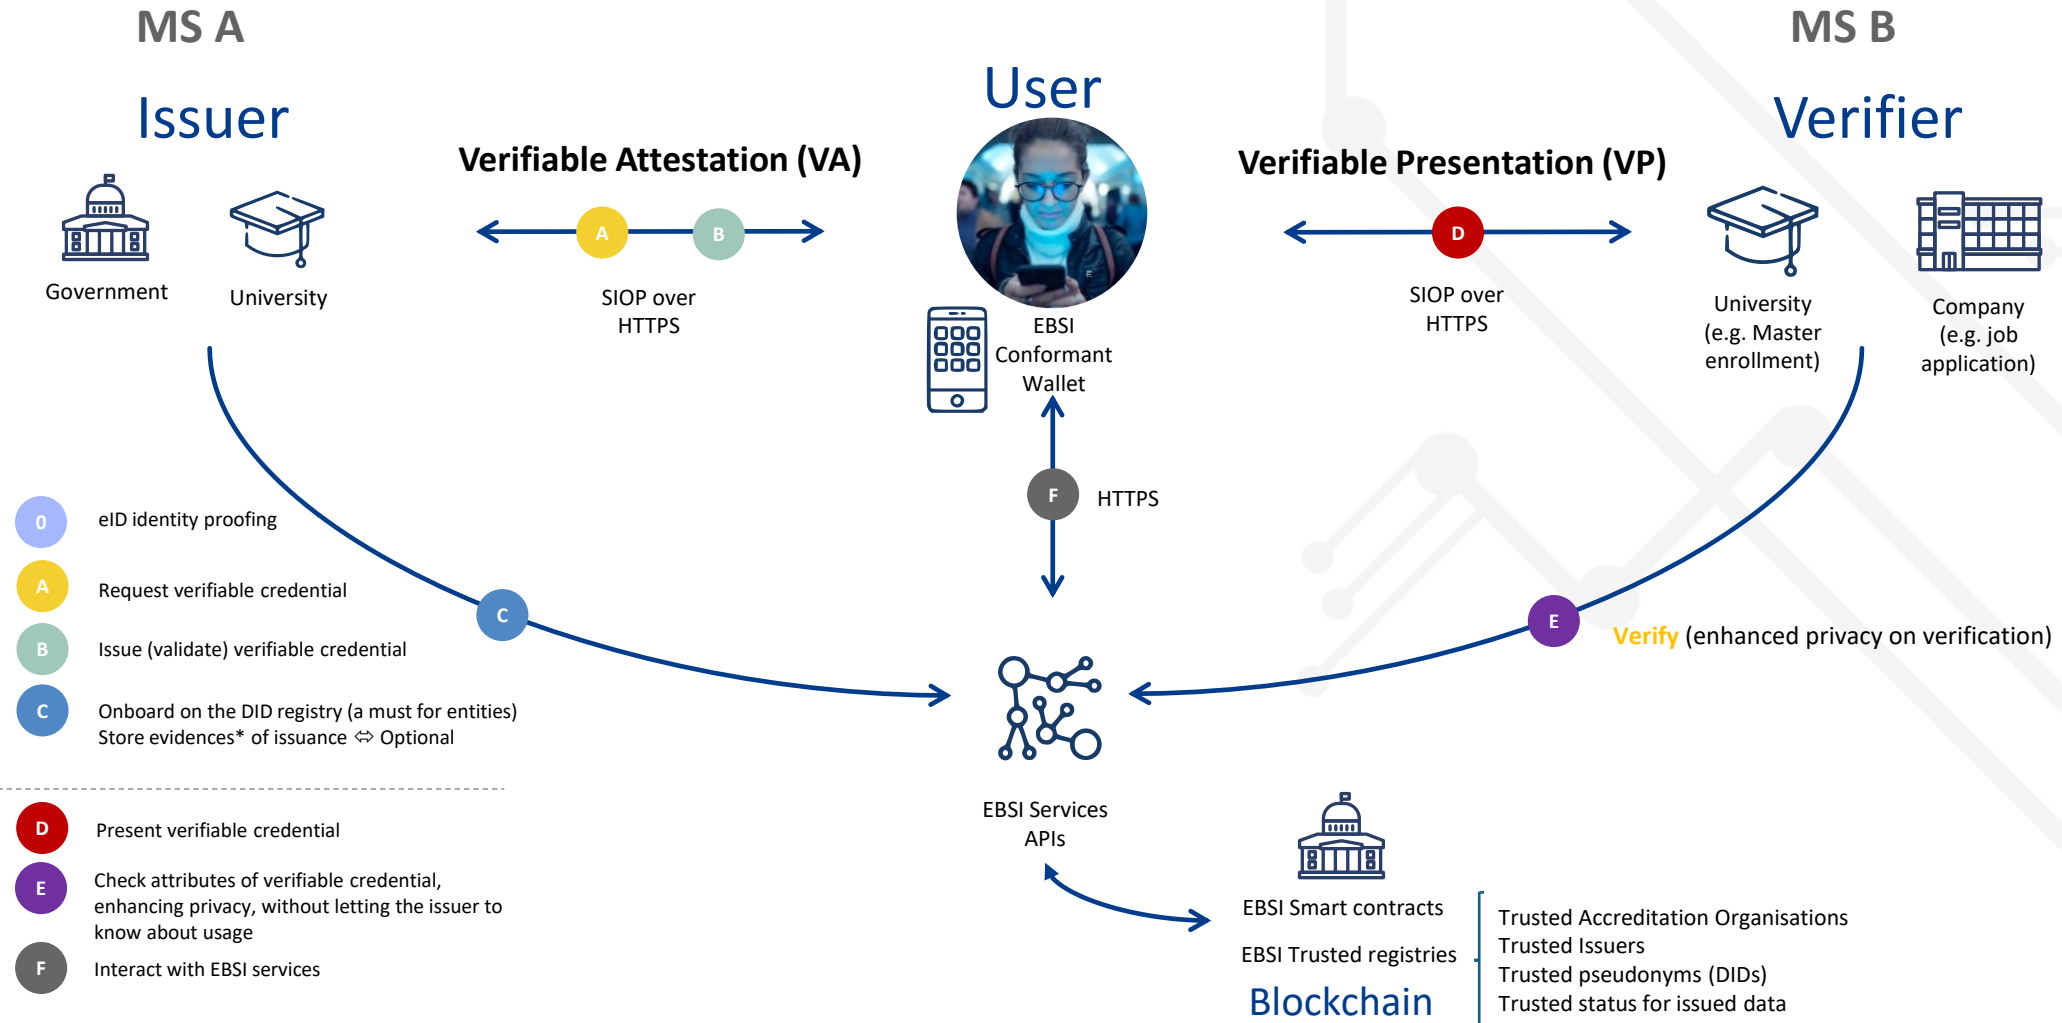 MS A
MS B
Issuer
User
Verifier
Verifiable Attestation (VA)
Verifiable Presentation (VP)
A
B
D
Government
University
SIOP over
HTTPS
SIOP over
HTTPS
EBSI
Conformant
Wallet
University
(e.g. Master
enrollment)
Company
(e.g. job
application)
F
HTTPS
0
eID identity proofing
A
Request verifiable credential
B
Issue (validate) verifiable credential
C
Onboard on the DID registry (a must for entities)
Store evidences* of issuance ⇔ Optional
C
E
Verify (enhanced privacy on verification)
D
Present verifiable credential
E
Check attributes of verifiable credential,
enhancing privacy, without letting the issuer to
know about usage
F
Interact with EBSI services
EBSI Services
APIs
EBSI Smart contracts
EBSI Trusted registries
Blockchain
Trusted Accreditation Organisations
Trusted Issuers
Trusted pseudonyms (DIDs)
Trusted status for issued data